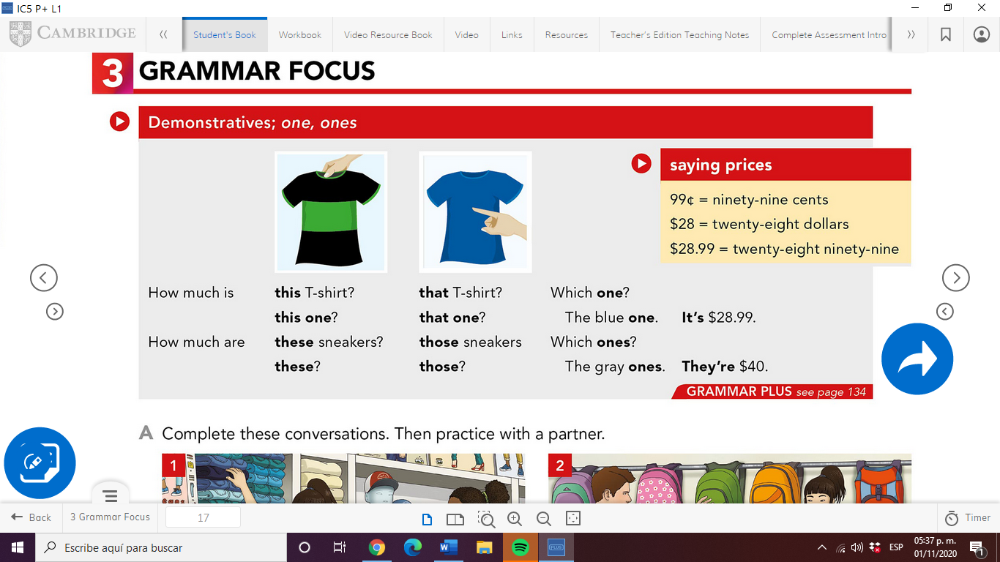 IC5 P+ L1
CAMBRIDGE
Student's Book
Workbook
Video Resource Book
Video
Links
Resources
Teacher's Edition Teaching Notes
Complete Assessment Intro
3 GRAMMAR FOCUS
Demonstratives; one, ones
saying prices
99¢ = ninety-nine cents
$28 = twenty-eight dollars
$28.99 = twenty-eight ninety-nine
How much is this T-shirt? that T-shirt? Which one?
this one? that one? The blue one. It's $28.99.
How much are these sneakers? those sneakers Which ones?
these? those? The gray ones. They're $40.
GRAMMAR PLUS see page 134
A Complete these conversations. Then practice with a partner.
1
2
Back
3 Grammar Focus
17
Timer
Escribe aquí para buscar
PLUS
ESP
05:37 p. m.
01/11/2020
1